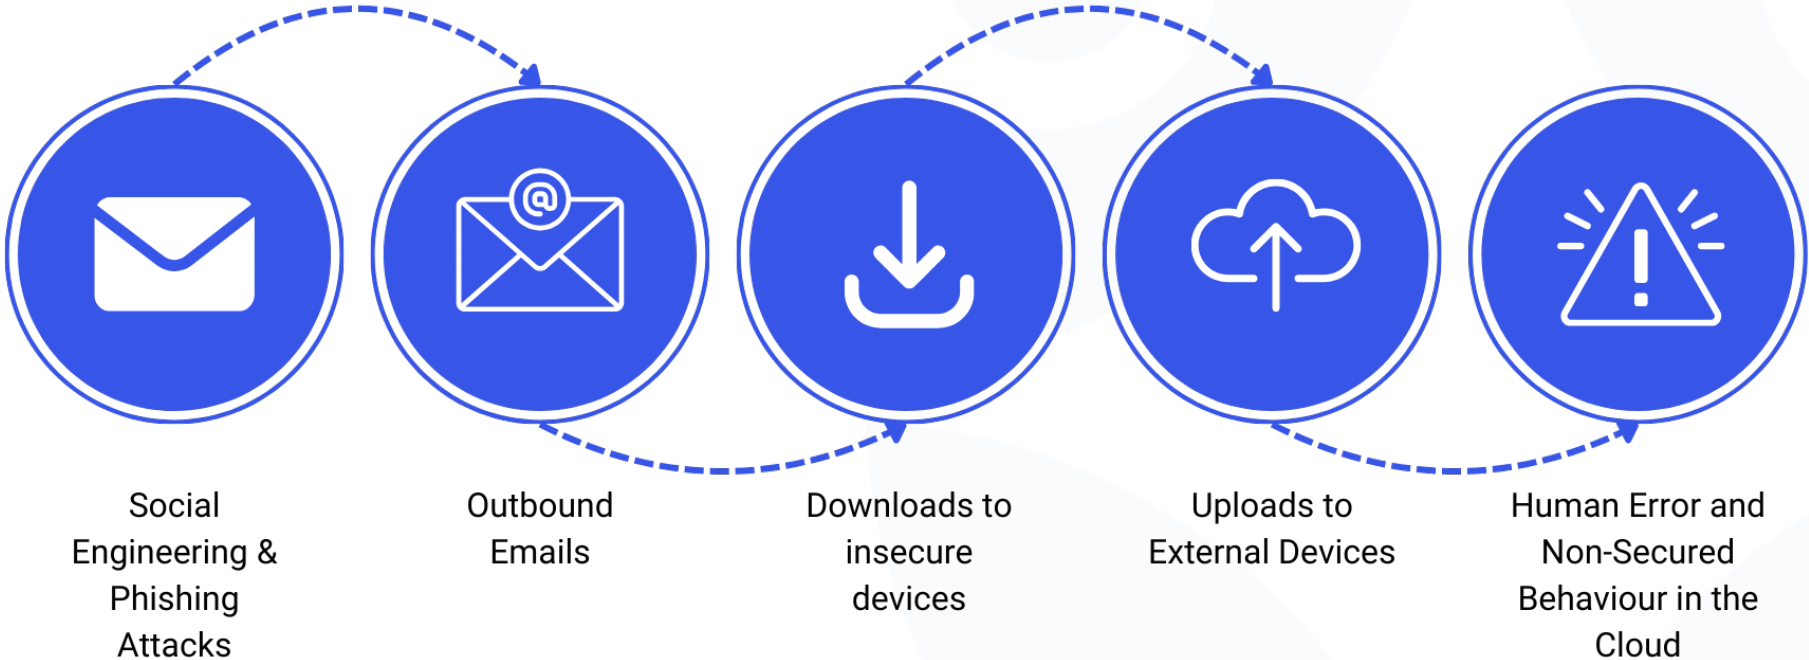 Social
Engineering &
Phishing
Attacks
Outbound
Emails
Downloads to
insecure
devices
Uploads to
External Devices
Human Error and
Non-Secured
Behaviour in the
Cloud